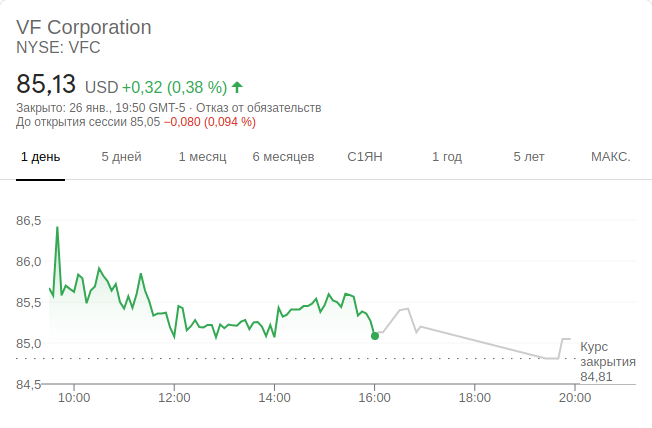 VF Corporation
NYSE: VFC
85,13 USD +0,32 (0,38 %)
Закрыто: 26 янв., 19:50 GMT-5 · Отказ от обязательств
До открытия сессии 85,05 −0,080 (0,094 %)
1 день 5 дней 1 месяц 6 месяцев С1ЯН 1 год 5 лет МАКС.
86,5
86,0
85,5
85,0
84,5
Курс
закрытия
84,81
10:00 12:00 14:00 16:00 18:00 20:00